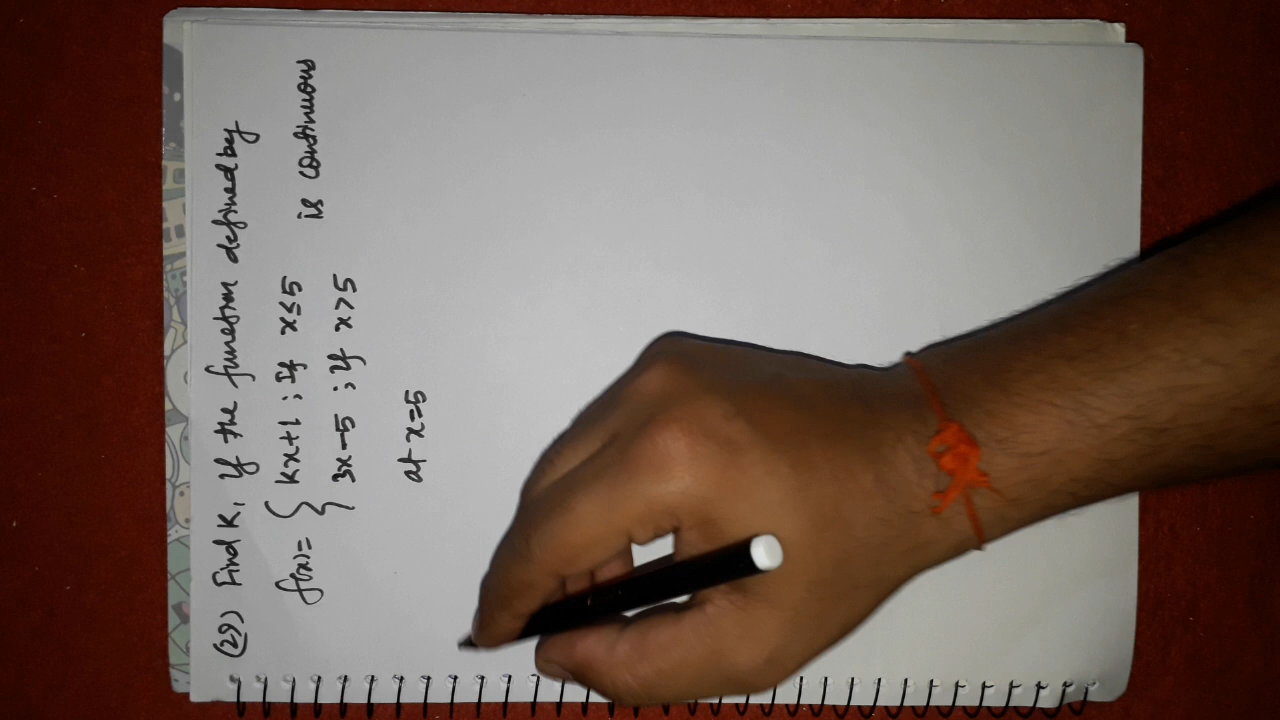 (29) Find K, If the function defined by
f(x) = { Kx+1 ; If x≤5 is continuous
3x-5 ; If x>5
at x=5